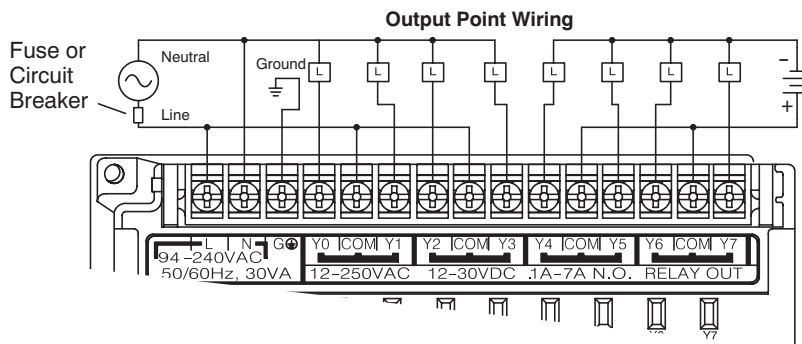 Output Point Wiring
Fuse or
Circuit
Breaker
Neutral
Ground
Line
L L L L L L L L
-
+
L N G Y0 COM Y1 Y2 COM Y3 Y4 COM Y5 Y6 COM Y7
94-240VAC
50/60Hz, 30VA 12-250VAC 12-30VDC .1A-7A N.O. RELAY OUT
Y7